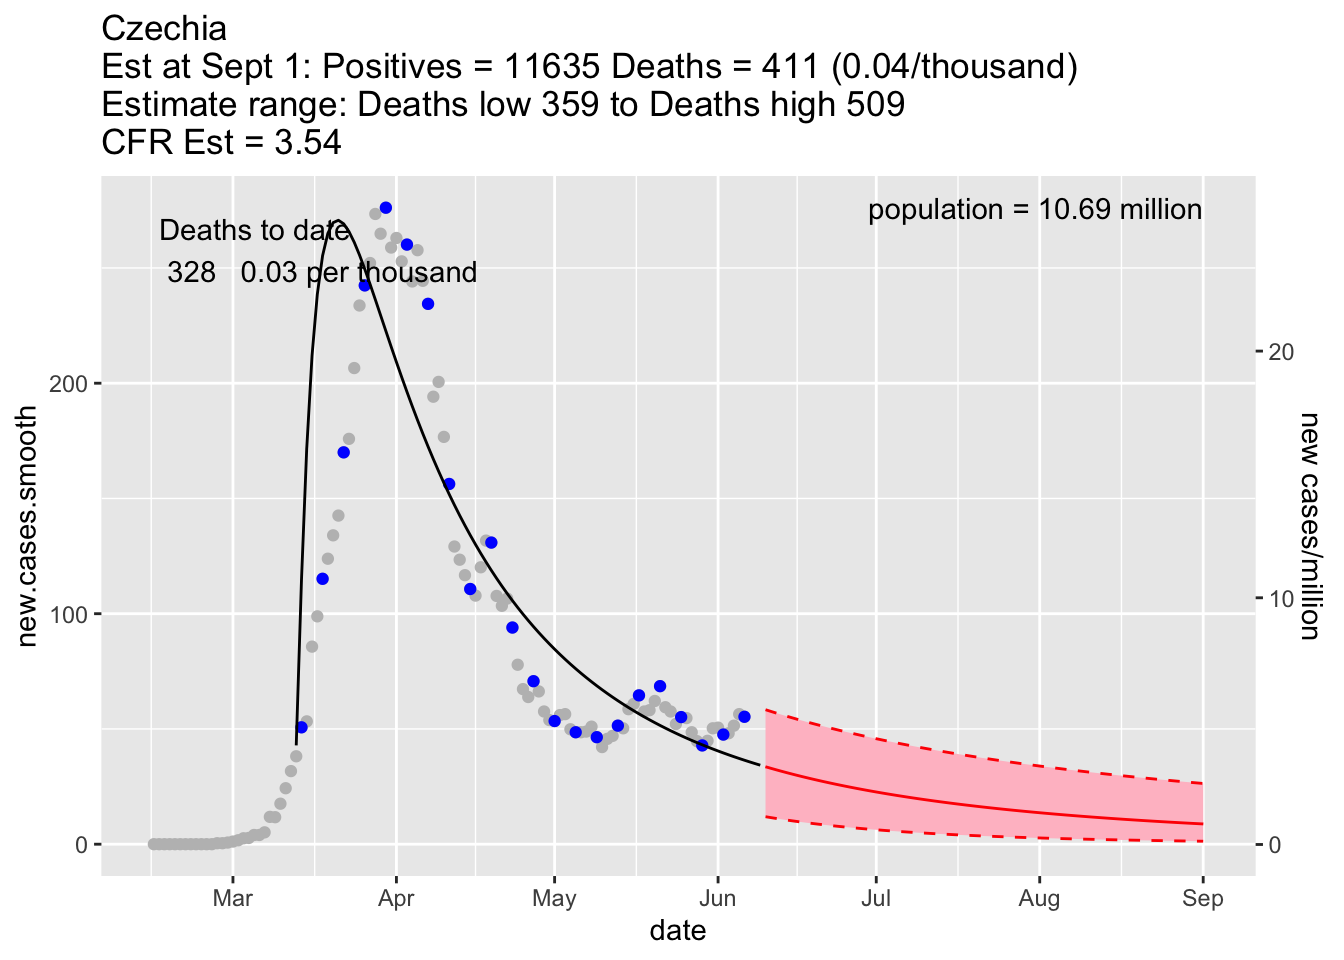 Czechia
Est at Sept 1: Positives = 11635 Deaths = 411 (0.04/thousand)
Estimate range: Deaths low 359 to Deaths high 509
CFR Est = 3.54
population = 10.69 million
Deaths to date
328 0.03 per thousand
200
100
0
new.cases.smooth
20
10
0
new cases/million
Mar Apr May Jun Jul Aug Sep
date